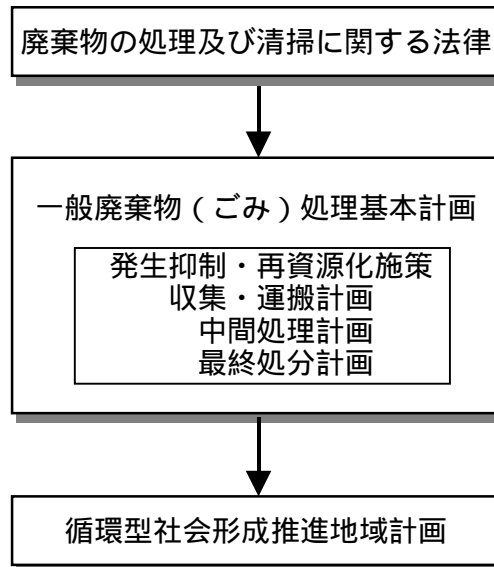 廃棄物の処理及び清掃に関する法律
一般廃棄物（ごみ）処理基本計画
発生抑制・再資源化施策
収集・運搬計画
中間処理計画
最終処分計画
循環型社会形成推進地域計画